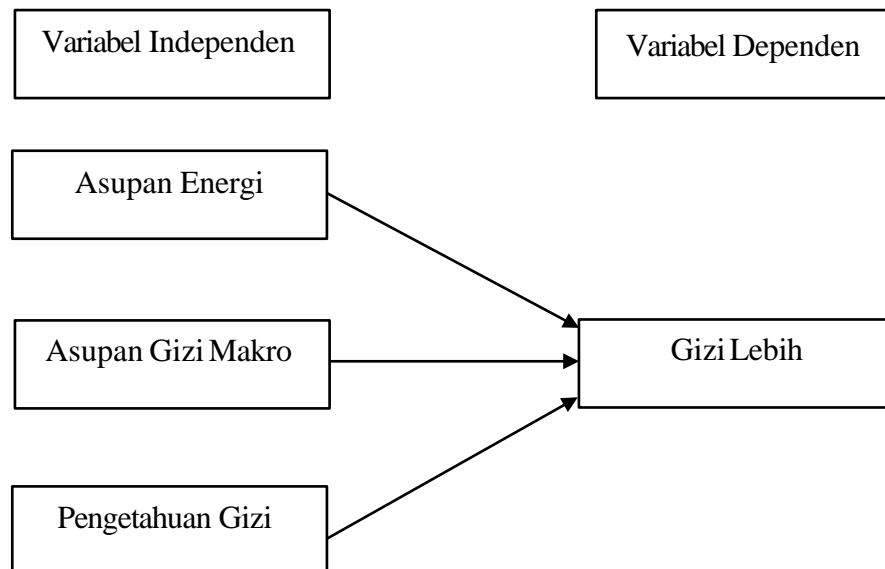 Variabel Independen
Variabel Dependen
Asupan Energi
Asupan Gizi Makro
Gizi Lebih
Pengetahuan Gizi